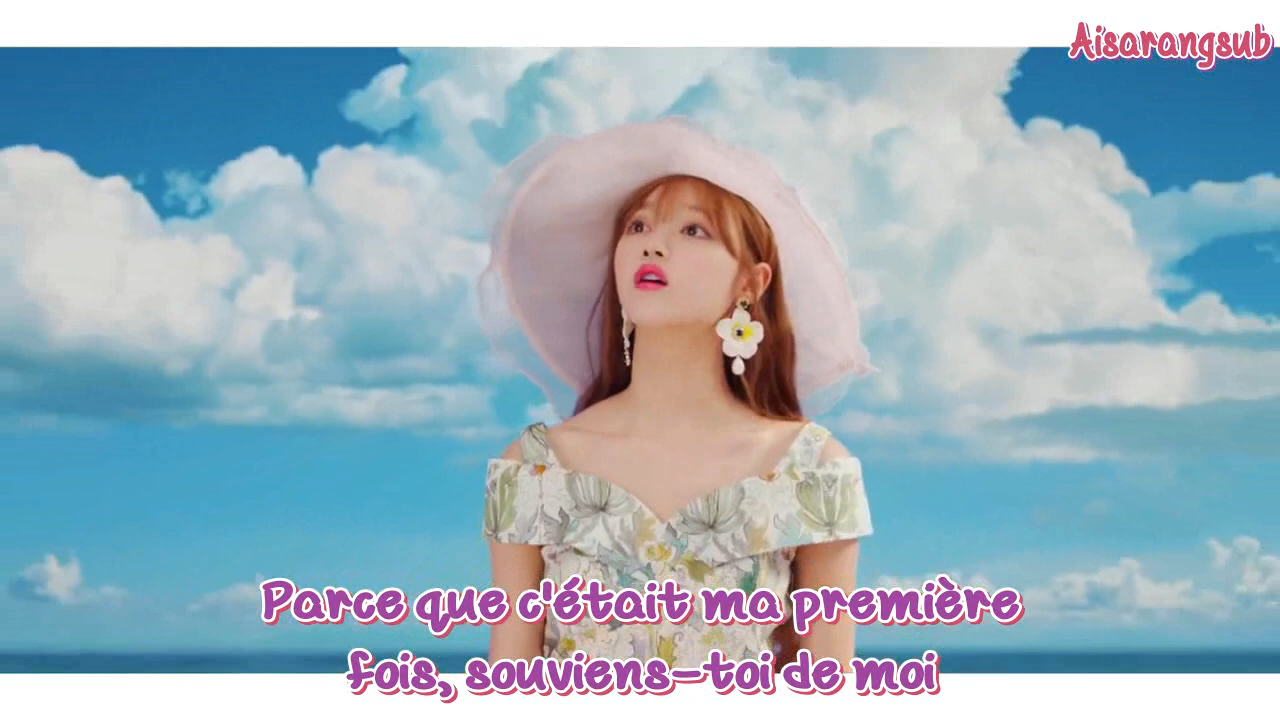 Aisarangsub
Parce que c'était ma première
fois, souviens-toi de moi